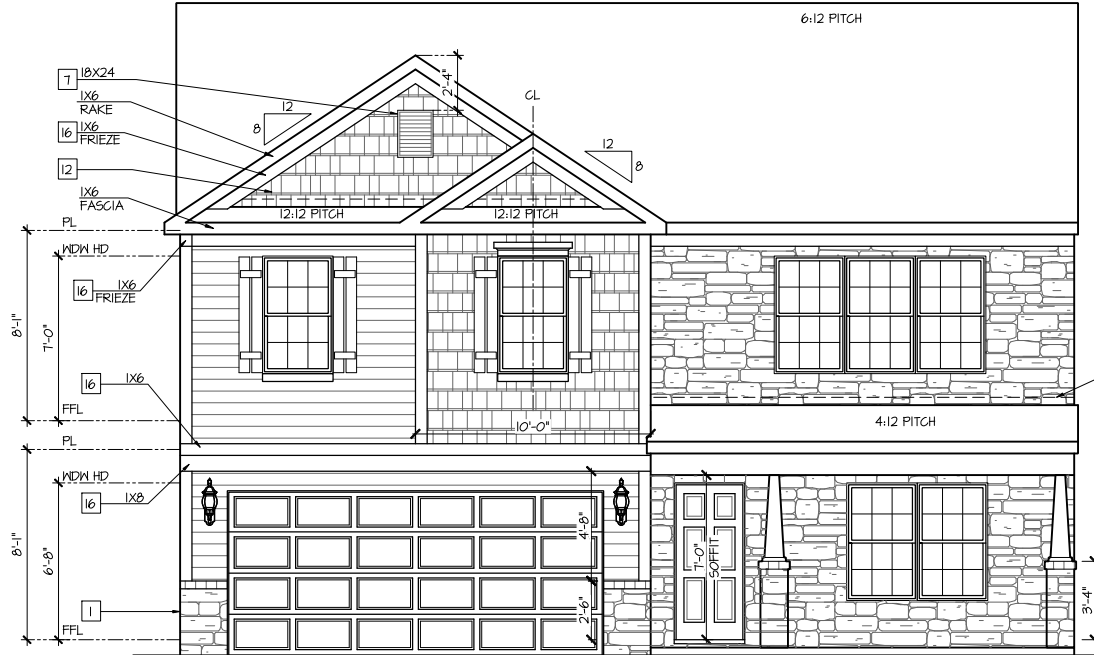 6:12 PITCH
7 18X24
2'-4"
CL
1X6
RAKE
12
8
16 1X6
FRIEZE
12
8
12
1X6
FASCIA
12:12 PITCH
12:12 PITCH
PL
WDW HD
16 1X6
FRIEZE
8'-1"
7'-0"
16 1X6
FFL
4:12 PITCH
10'-0"
PL
WDW HD
16 1X8
4'-8"
8'-1"
6'-8"
7'-0"
SOFFIT
2'-6"
3'-4"
1
FFL